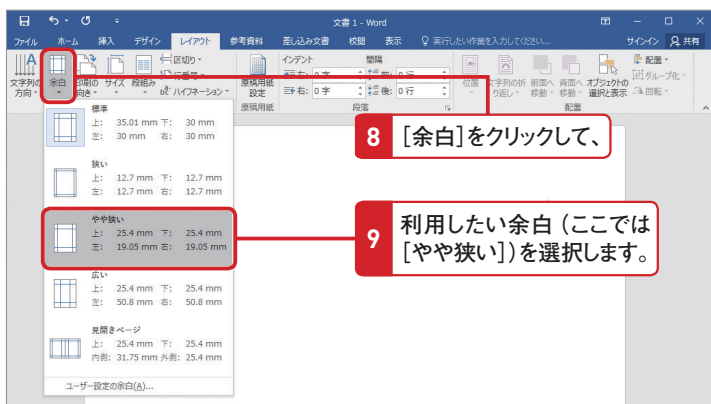 文書 1 - Word
ファイル ホーム 挿入 デザイン レイアウト 参考資料 差し込み文書 校閲 表示 実行したい作業を入力してください... サインイン 共有
文字列の方向 余白 印刷の向き サイズ 段組み 区切り 行番号 ハイフネーション
原稿用紙設定
原稿用紙
インデント 間隔
左: 0 字 前: 0 行
右: 0 字 後: 0 行
段落
位置 文字列の折り返し 前面へ移動 背面へ移動 オブジェクトの選択と表示 配置 グループ化 回転
配置
標準
上: 35.01 mm 下: 30 mm
左: 30 mm 右: 30 mm
狭い
上: 12.7 mm 下: 12.7 mm
左: 12.7 mm 右: 12.7 mm
やや狭い
上: 25.4 mm 下: 25.4 mm
左: 19.05 mm 右: 19.05 mm
広い
上: 25.4 mm 下: 25.4 mm
左: 50.8 mm 右: 50.8 mm
見開きページ
上: 25.4 mm 下: 25.4 mm
内側: 31.75 mm 外側: 25.4 mm
ユーザー設定の余白(A)...
8 [余白]をクリックして、
9 利用したい余白（ここでは
[やや狭い]）を選択します。